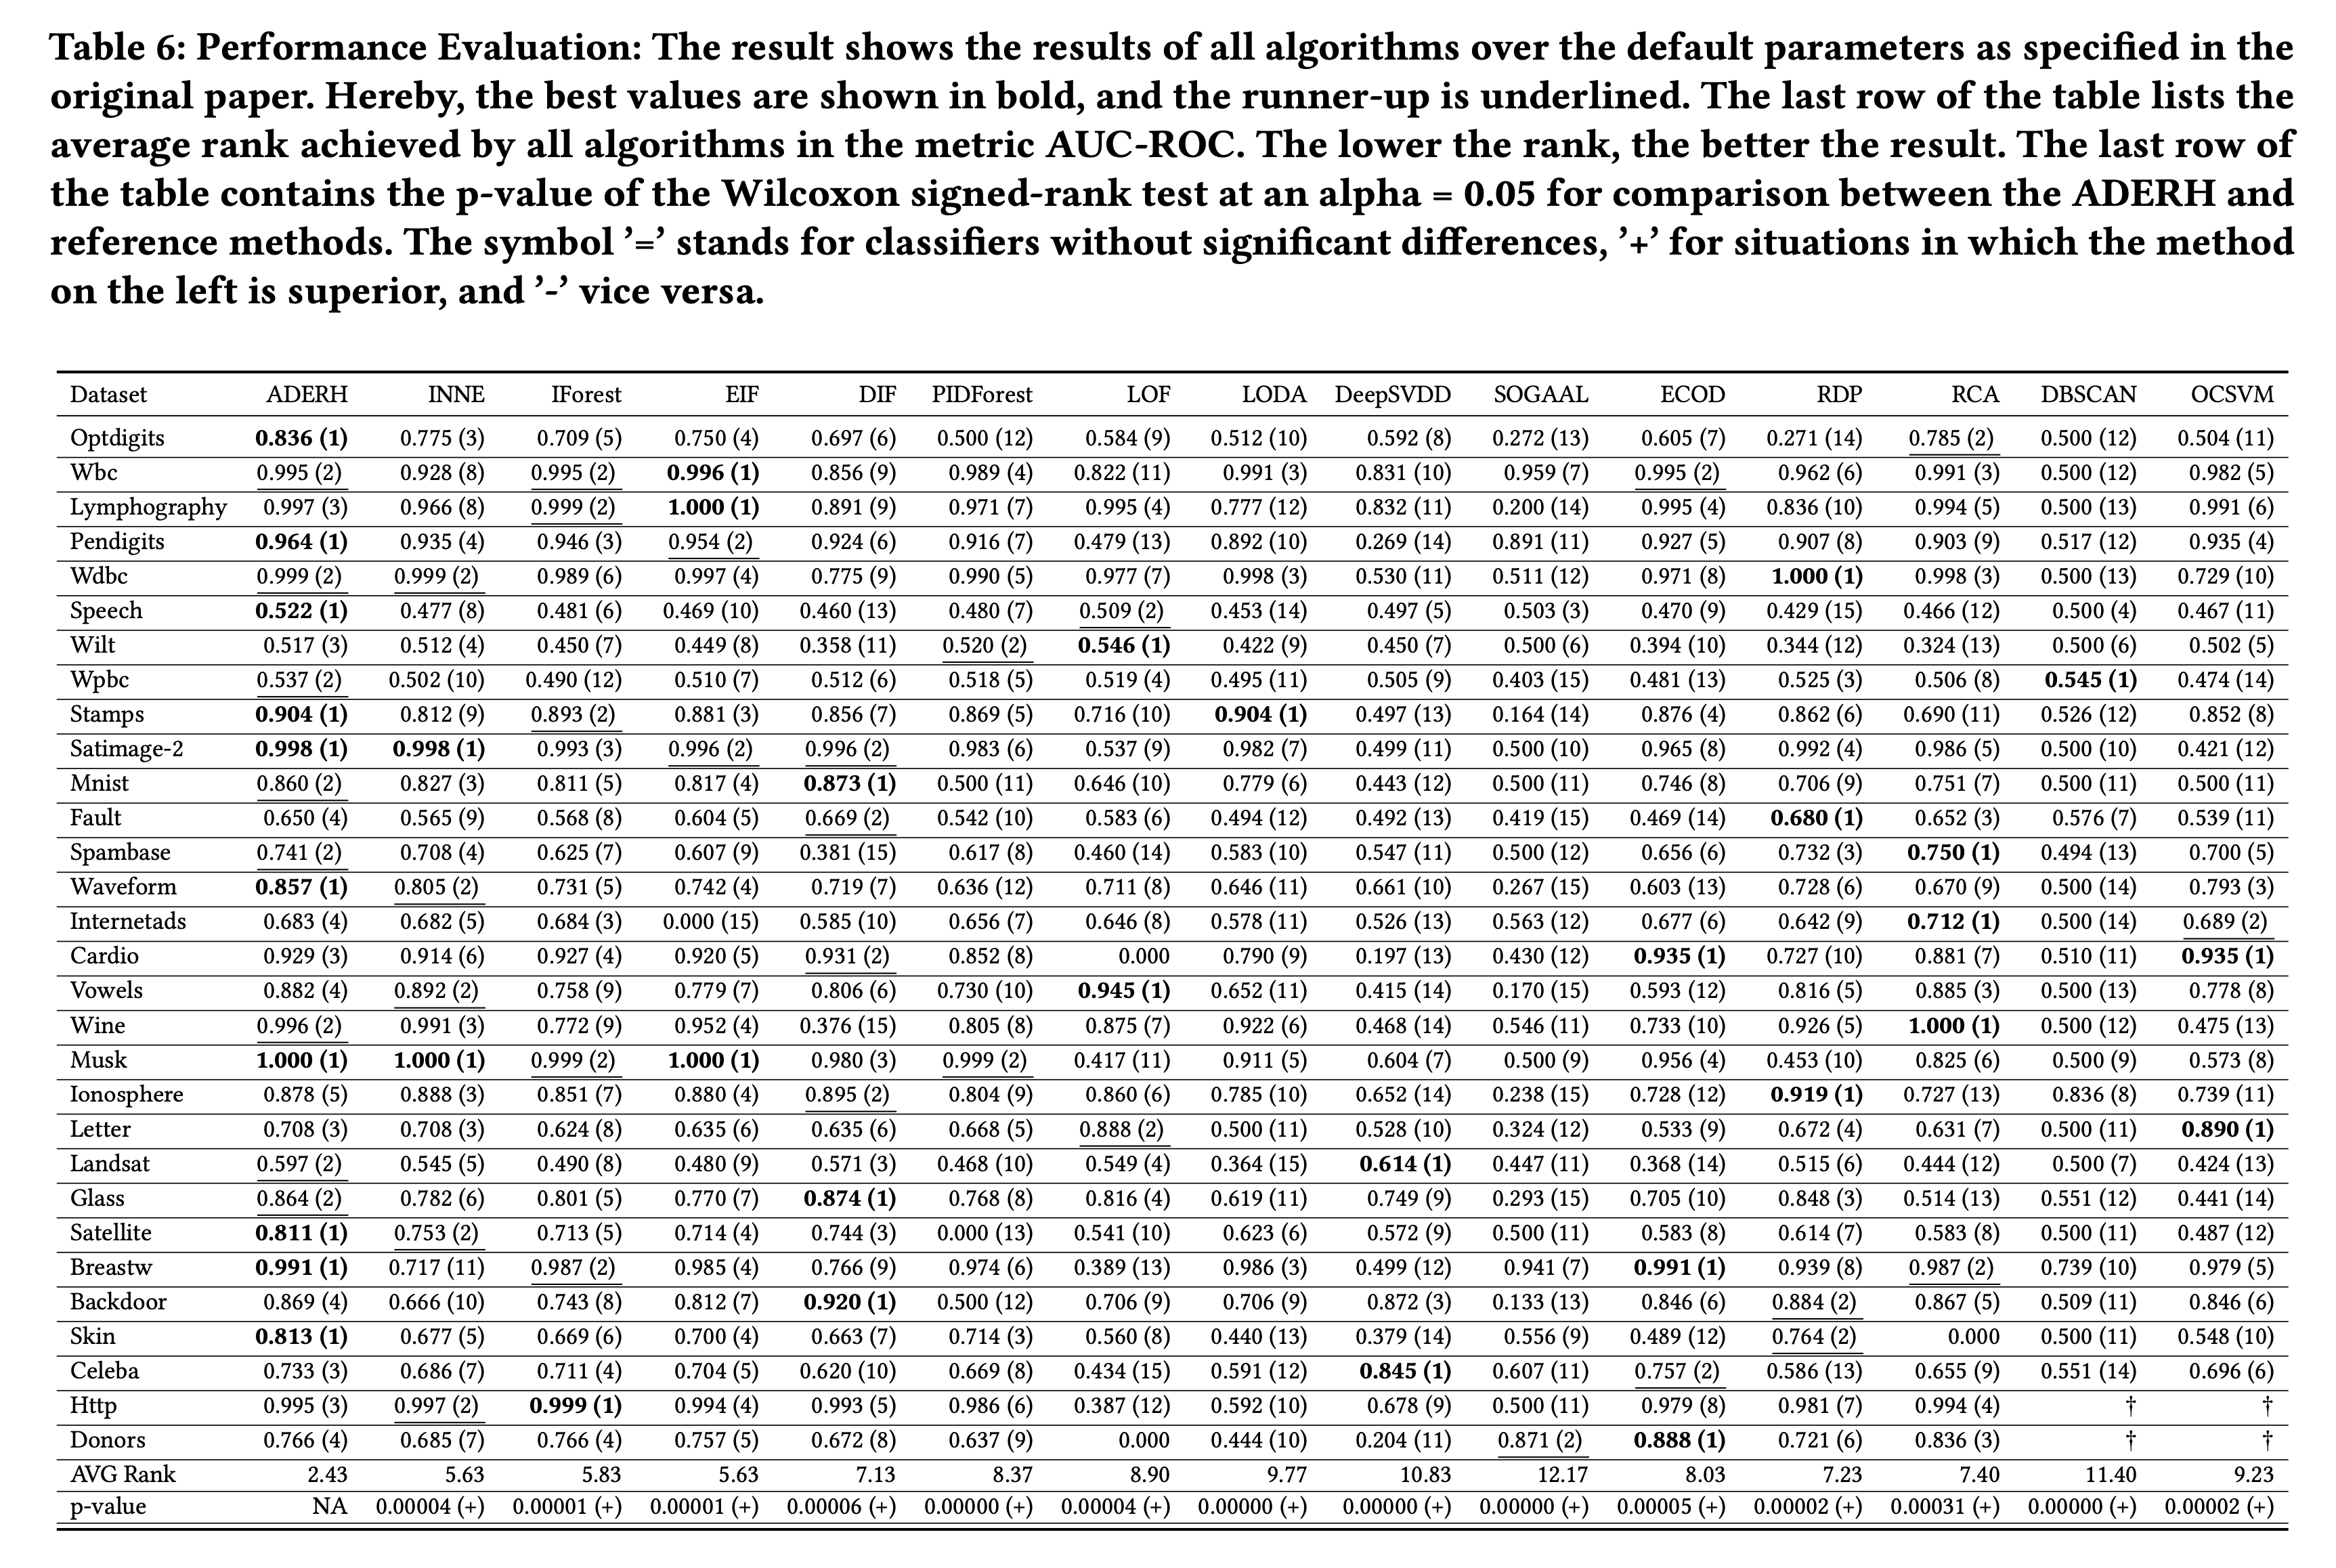 Table 6: Performance Evaluation: The result shows the results of all algorithms over the default parameters as specified in the
original paper. Hereby, the best values are shown in bold, and the runner-up is underlined. The last row of the table lists the
average rank achieved by all algorithms in the metric AUC-ROC. The lower the rank, the better the result. The last row of
the table contains the p-value of the Wilcoxon signed-rank test at an alpha = 0.05 for comparison between the ADERH and
reference methods. The symbol ’=’ stands for classifiers without significant differences, ’+’ for situations in which the method
on the left is superior, and ’-’ vice versa.
Dataset ADERH INNE IForest EIF DIF PIDForest LOF LODA DeepSVDD SOGAAL ECOD RDP RCA DBSCAN OCSVM
Optdigits 0.836 (1) 0.775 (3) 0.709 (5) 0.750 (4) 0.697 (6) 0.500 (12) 0.584 (9) 0.512 (10) 0.592 (8) 0.272 (13) 0.605 (7) 0.271 (14) 0.785 (2) 0.500 (12) 0.504 (11)
Wbc 0.995 (2) 0.928 (8) 0.995 (2) 0.996 (1) 0.856 (9) 0.989 (4) 0.822 (11) 0.991 (3) 0.831 (10) 0.959 (7) 0.995 (2) 0.962 (6) 0.991 (3) 0.500 (12) 0.982 (5)
Lymphography 0.997 (3) 0.966 (8) 0.999 (2) 1.000 (1) 0.891 (9) 0.971 (7) 0.995 (4) 0.777 (12) 0.832 (11) 0.200 (14) 0.995 (4) 0.836 (10) 0.994 (5) 0.500 (13) 0.991 (6)
Pendigits 0.964 (1) 0.935 (4) 0.946 (3) 0.954 (2) 0.924 (6) 0.916 (7) 0.479 (13) 0.892 (10) 0.269 (14) 0.891 (11) 0.927 (5) 0.907 (8) 0.903 (9) 0.517 (12) 0.935 (4)
Wdbc 0.999 (2) 0.999 (2) 0.989 (6) 0.997 (4) 0.775 (9) 0.990 (5) 0.977 (7) 0.998 (3) 0.530 (11) 0.511 (12) 0.971 (8) 1.000 (1) 0.998 (3) 0.500 (13) 0.729 (10)
Speech 0.522 (1) 0.477 (8) 0.481 (6) 0.469 (10) 0.460 (13) 0.480 (7) 0.509 (2) 0.453 (14) 0.497 (5) 0.503 (3) 0.470 (9) 0.429 (15) 0.466 (12) 0.500 (4) 0.467 (11)
Wilt 0.517 (3) 0.512 (4) 0.450 (7) 0.449 (8) 0.358 (11) 0.520 (2) 0.546 (1) 0.422 (9) 0.450 (7) 0.500 (6) 0.394 (10) 0.344 (12) 0.324 (13) 0.500 (6) 0.502 (5)
Wpbc 0.537 (2) 0.502 (10) 0.490 (12) 0.510 (7) 0.512 (6) 0.518 (5) 0.519 (4) 0.495 (11) 0.505 (9) 0.403 (15) 0.481 (13) 0.525 (3) 0.506 (8) 0.545 (1) 0.474 (14)
Stamps 0.904 (1) 0.812 (9) 0.893 (2) 0.881 (3) 0.856 (7) 0.869 (5) 0.716 (10) 0.904 (1) 0.497 (13) 0.164 (14) 0.876 (4) 0.862 (6) 0.690 (11) 0.526 (12) 0.852 (8)
Satimage-2 0.998 (1) 0.998 (1) 0.993 (3) 0.996 (2) 0.996 (2) 0.983 (6) 0.537 (9) 0.982 (7) 0.499 (11) 0.500 (10) 0.965 (8) 0.992 (4) 0.986 (5) 0.500 (10) 0.421 (12)
Mnist 0.860 (2) 0.827 (3) 0.811 (5) 0.817 (4) 0.873 (1) 0.500 (11) 0.646 (10) 0.779 (6) 0.443 (12) 0.500 (11) 0.746 (8) 0.706 (9) 0.751 (7) 0.500 (11) 0.500 (11)
Fault 0.650 (4) 0.565 (9) 0.568 (8) 0.604 (5) 0.669 (2) 0.542 (10) 0.583 (6) 0.494 (12) 0.492 (13) 0.419 (15) 0.469 (14) 0.680 (1) 0.652 (3) 0.576 (7) 0.539 (11)
Spambase 0.741 (2) 0.708 (4) 0.625 (7) 0.607 (9) 0.381 (15) 0.617 (8) 0.460 (14) 0.583 (10) 0.547 (11) 0.500 (12) 0.656 (6) 0.732 (3) 0.750 (1) 0.494 (13) 0.700 (5)
Waveform 0.857 (1) 0.805 (2) 0.731 (5) 0.742 (4) 0.719 (7) 0.636 (12) 0.711 (8) 0.646 (11) 0.661 (10) 0.267 (15) 0.603 (13) 0.728 (6) 0.670 (9) 0.500 (14) 0.793 (3)
Internetads 0.683 (4) 0.682 (5) 0.684 (3) 0.000 (15) 0.585 (10) 0.656 (7) 0.646 (8) 0.578 (11) 0.526 (13) 0.563 (12) 0.677 (6) 0.642 (9) 0.712 (1) 0.500 (14) 0.689 (2)
Cardio 0.929 (3) 0.914 (6) 0.927 (4) 0.920 (5) 0.931 (2) 0.852 (8) 0.000 0.790 (9) 0.197 (13) 0.430 (12) 0.935 (1) 0.727 (10) 0.881 (7) 0.510 (11) 0.935 (1)
Vowels 0.882 (4) 0.892 (2) 0.758 (9) 0.779 (7) 0.806 (6) 0.730 (10) 0.945 (1) 0.652 (11) 0.415 (14) 0.170 (15) 0.593 (12) 0.816 (5) 0.885 (3) 0.500 (13) 0.778 (8)
Wine 0.996 (2) 0.991 (3) 0.772 (9) 0.952 (4) 0.376 (15) 0.805 (8) 0.875 (7) 0.922 (6) 0.468 (14) 0.546 (11) 0.733 (10) 0.926 (5) 1.000 (1) 0.500 (12) 0.475 (13)
Musk 1.000 (1) 1.000 (1) 0.999 (2) 1.000 (1) 0.980 (3) 0.999 (2) 0.417 (11) 0.911 (5) 0.604 (7) 0.500 (9) 0.956 (4) 0.453 (10) 0.825 (6) 0.500 (9) 0.573 (8)
Ionosphere 0.878 (5) 0.888 (3) 0.851 (7) 0.880 (4) 0.895 (2) 0.804 (9) 0.860 (6) 0.785 (10) 0.652 (14) 0.238 (15) 0.728 (12) 0.919 (1) 0.727 (13) 0.836 (8) 0.739 (11)
Letter 0.708 (3) 0.708 (3) 0.624 (8) 0.635 (6) 0.635 (6) 0.668 (5) 0.888 (2) 0.500 (11) 0.528 (10) 0.324 (12) 0.533 (9) 0.672 (4) 0.631 (7) 0.500 (11) 0.890 (1)
Landsat 0.597 (2) 0.545 (5) 0.490 (8) 0.480 (9) 0.571 (3) 0.468 (10) 0.549 (4) 0.364 (15) 0.614 (1) 0.447 (11) 0.368 (14) 0.515 (6) 0.444 (12) 0.500 (7) 0.424 (13)
Glass 0.864 (2) 0.782 (6) 0.801 (5) 0.770 (7) 0.874 (1) 0.768 (8) 0.816 (4) 0.619 (11) 0.749 (9) 0.293 (15) 0.705 (10) 0.848 (3) 0.514 (13) 0.551 (12) 0.441 (14)
Satellite 0.811 (1) 0.753 (2) 0.713 (5) 0.714 (4) 0.744 (3) 0.000 (13) 0.541 (10) 0.623 (6) 0.572 (9) 0.500 (11) 0.583 (8) 0.614 (7) 0.583 (8) 0.500 (11) 0.487 (12)
Breastw 0.991 (1) 0.717 (11) 0.987 (2) 0.985 (4) 0.766 (9) 0.974 (6) 0.389 (13) 0.986 (3) 0.499 (12) 0.941 (7) 0.991 (1) 0.939 (8) 0.987 (2) 0.739 (10) 0.979 (5)
Backdoor 0.869 (4) 0.666 (10) 0.743 (8) 0.812 (7) 0.920 (1) 0.500 (12) 0.706 (9) 0.706 (9) 0.872 (3) 0.133 (13) 0.846 (6) 0.884 (2) 0.867 (5) 0.509 (11) 0.846 (6)
Skin 0.813 (1) 0.677 (5) 0.669 (6) 0.700 (4) 0.663 (7) 0.714 (3) 0.560 (8) 0.440 (13) 0.379 (14) 0.556 (9) 0.489 (12) 0.764 (2) 0.000 0.500 (11) 0.548 (10)
Celeba 0.733 (3) 0.686 (7) 0.711 (4) 0.704 (5) 0.620 (10) 0.669 (8) 0.434 (15) 0.591 (12) 0.845 (1) 0.607 (11) 0.757 (2) 0.586 (13) 0.655 (9) 0.551 (14) 0.696 (6)
Http 0.995 (3) 0.997 (2) 0.999 (1) 0.994 (4) 0.993 (5) 0.986 (6) 0.387 (12) 0.592 (10) 0.678 (9) 0.500 (11) 0.979 (8) 0.981 (7) 0.994 (4) † †
Donors 0.766 (4) 0.685 (7) 0.766 (4) 0.757 (5) 0.672 (8) 0.637 (9) 0.000 0.444 (10) 0.204 (11) 0.871 (2) 0.888 (1) 0.721 (6) 0.836 (3) † †
AVG Rank 2.43 5.63 5.83 5.63 7.13 8.37 8.90 9.77 10.83 12.17 8.03 7.23 7.40 11.40 9.23
p-value NA 0.00004 (+) 0.00001 (+) 0.00001 (+) 0.00006 (+) 0.00000 (+) 0.00004 (+) 0.00000 (+) 0.00000 (+) 0.00000 (+) 0.00005 (+) 0.00002 (+) 0.00031 (+) 0.00000 (+) 0.00002 (+)